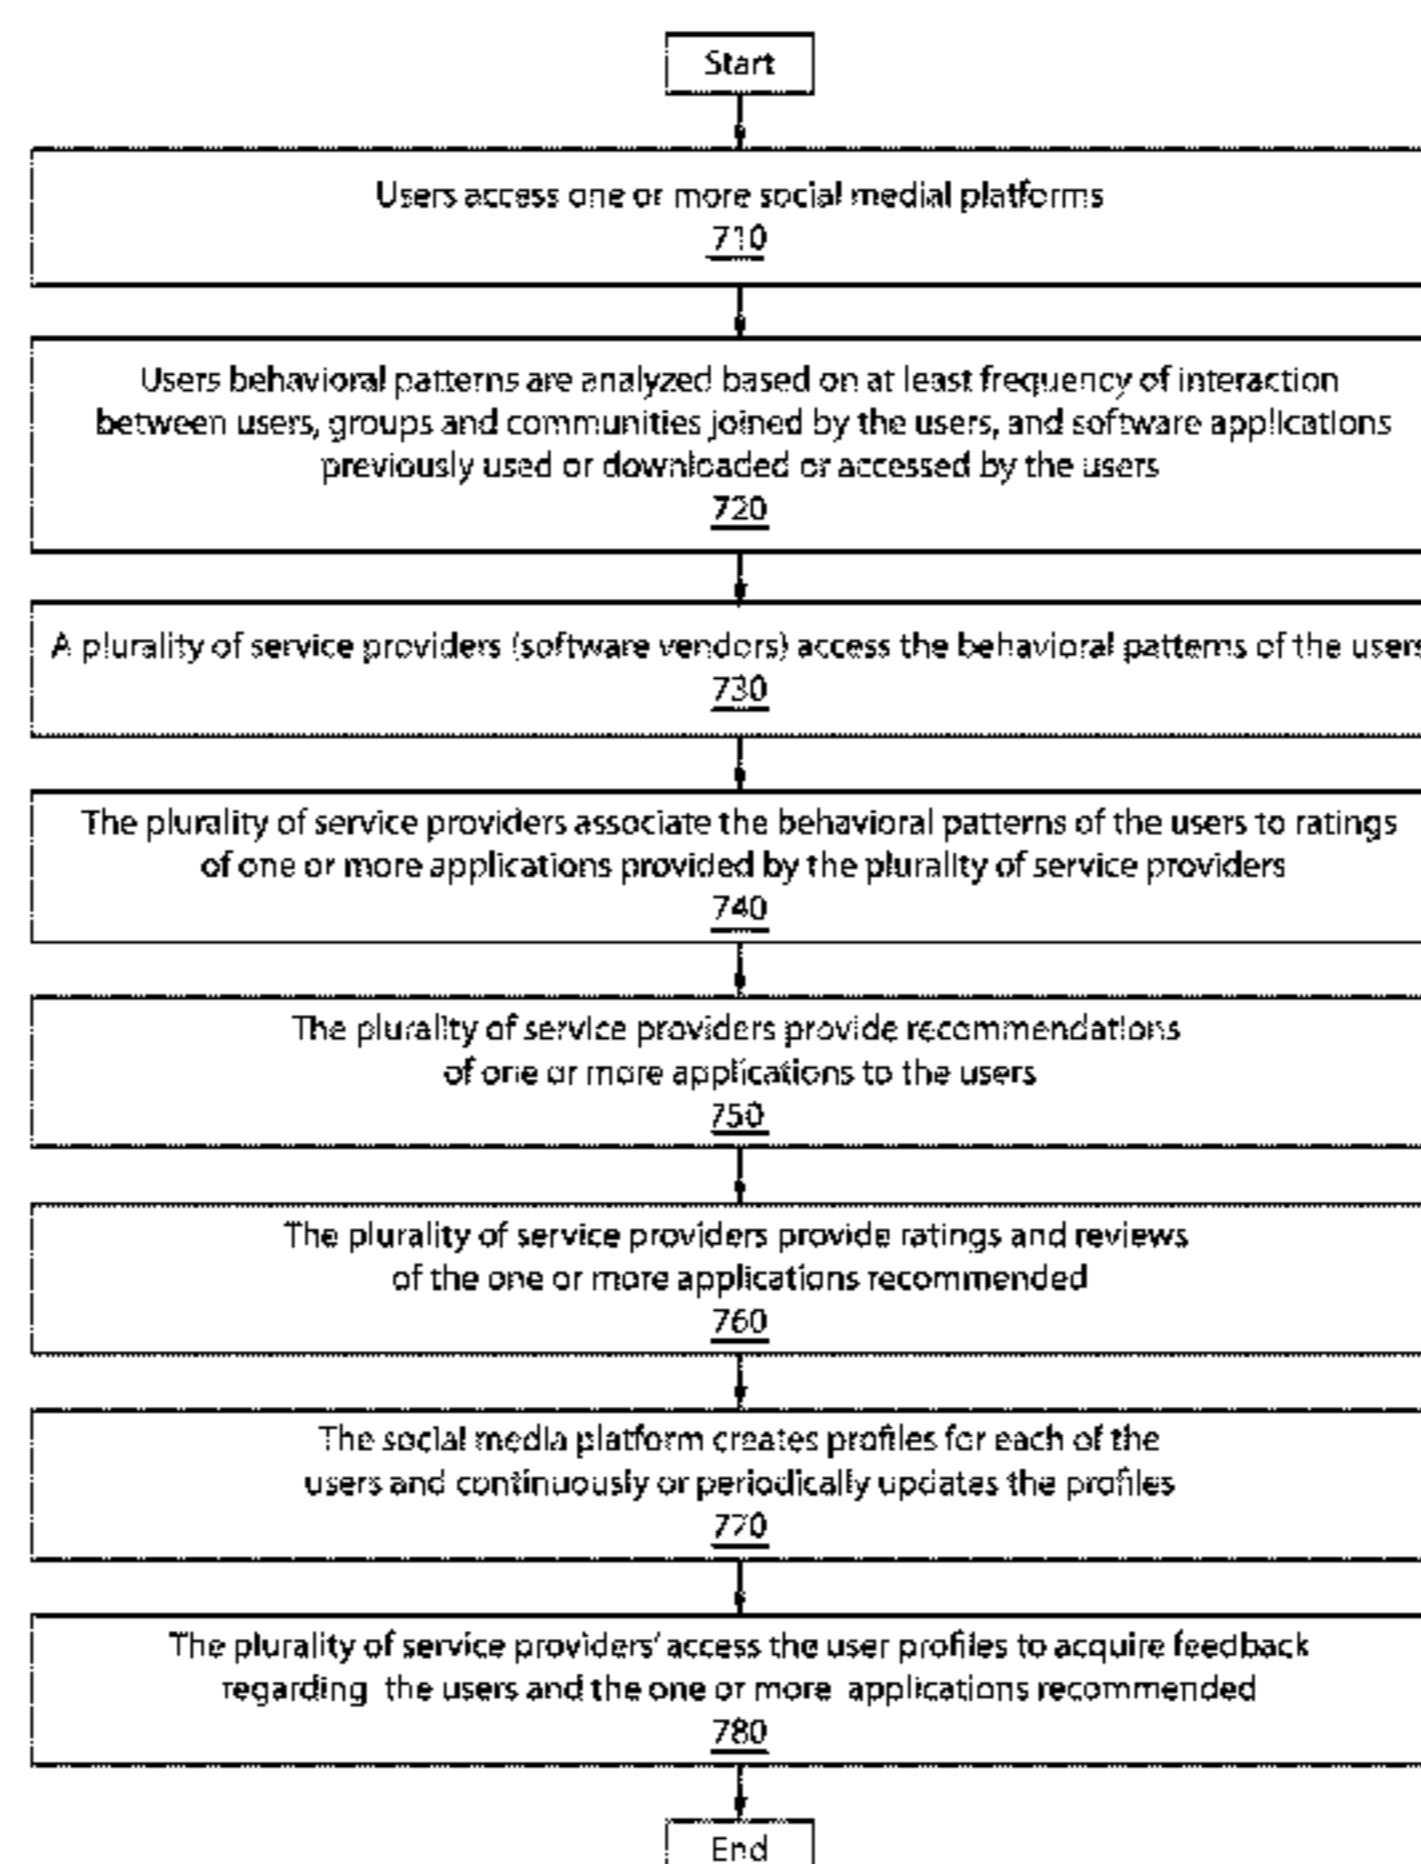 Start
Users access one or more social medial platforms
710
Users behavioral patterns are analyzed based on at least frequency of interaction
between users, groups and communities joined by the users, and software applications
previously used or downloaded or accessed by the users
720
A plurality of service providers (software vendors) access the behavioral patterns of the users
730
The plurality of service providers associate the behavioral patterns of the users to ratings
of one or more applications provided by the plurality of service providers
740
The plurality of service providers provide recommendations
of one or more applications to the users
750
The plurality of service providers provide ratings and reviews
of the one or more applications recommended
760
The social media platform creates profiles for each of the
users and continuously or periodically updates the profiles
770
The plurality of service providers' access the user profiles to acquire feedback
regarding the users and the one or more applications recommended
780
End